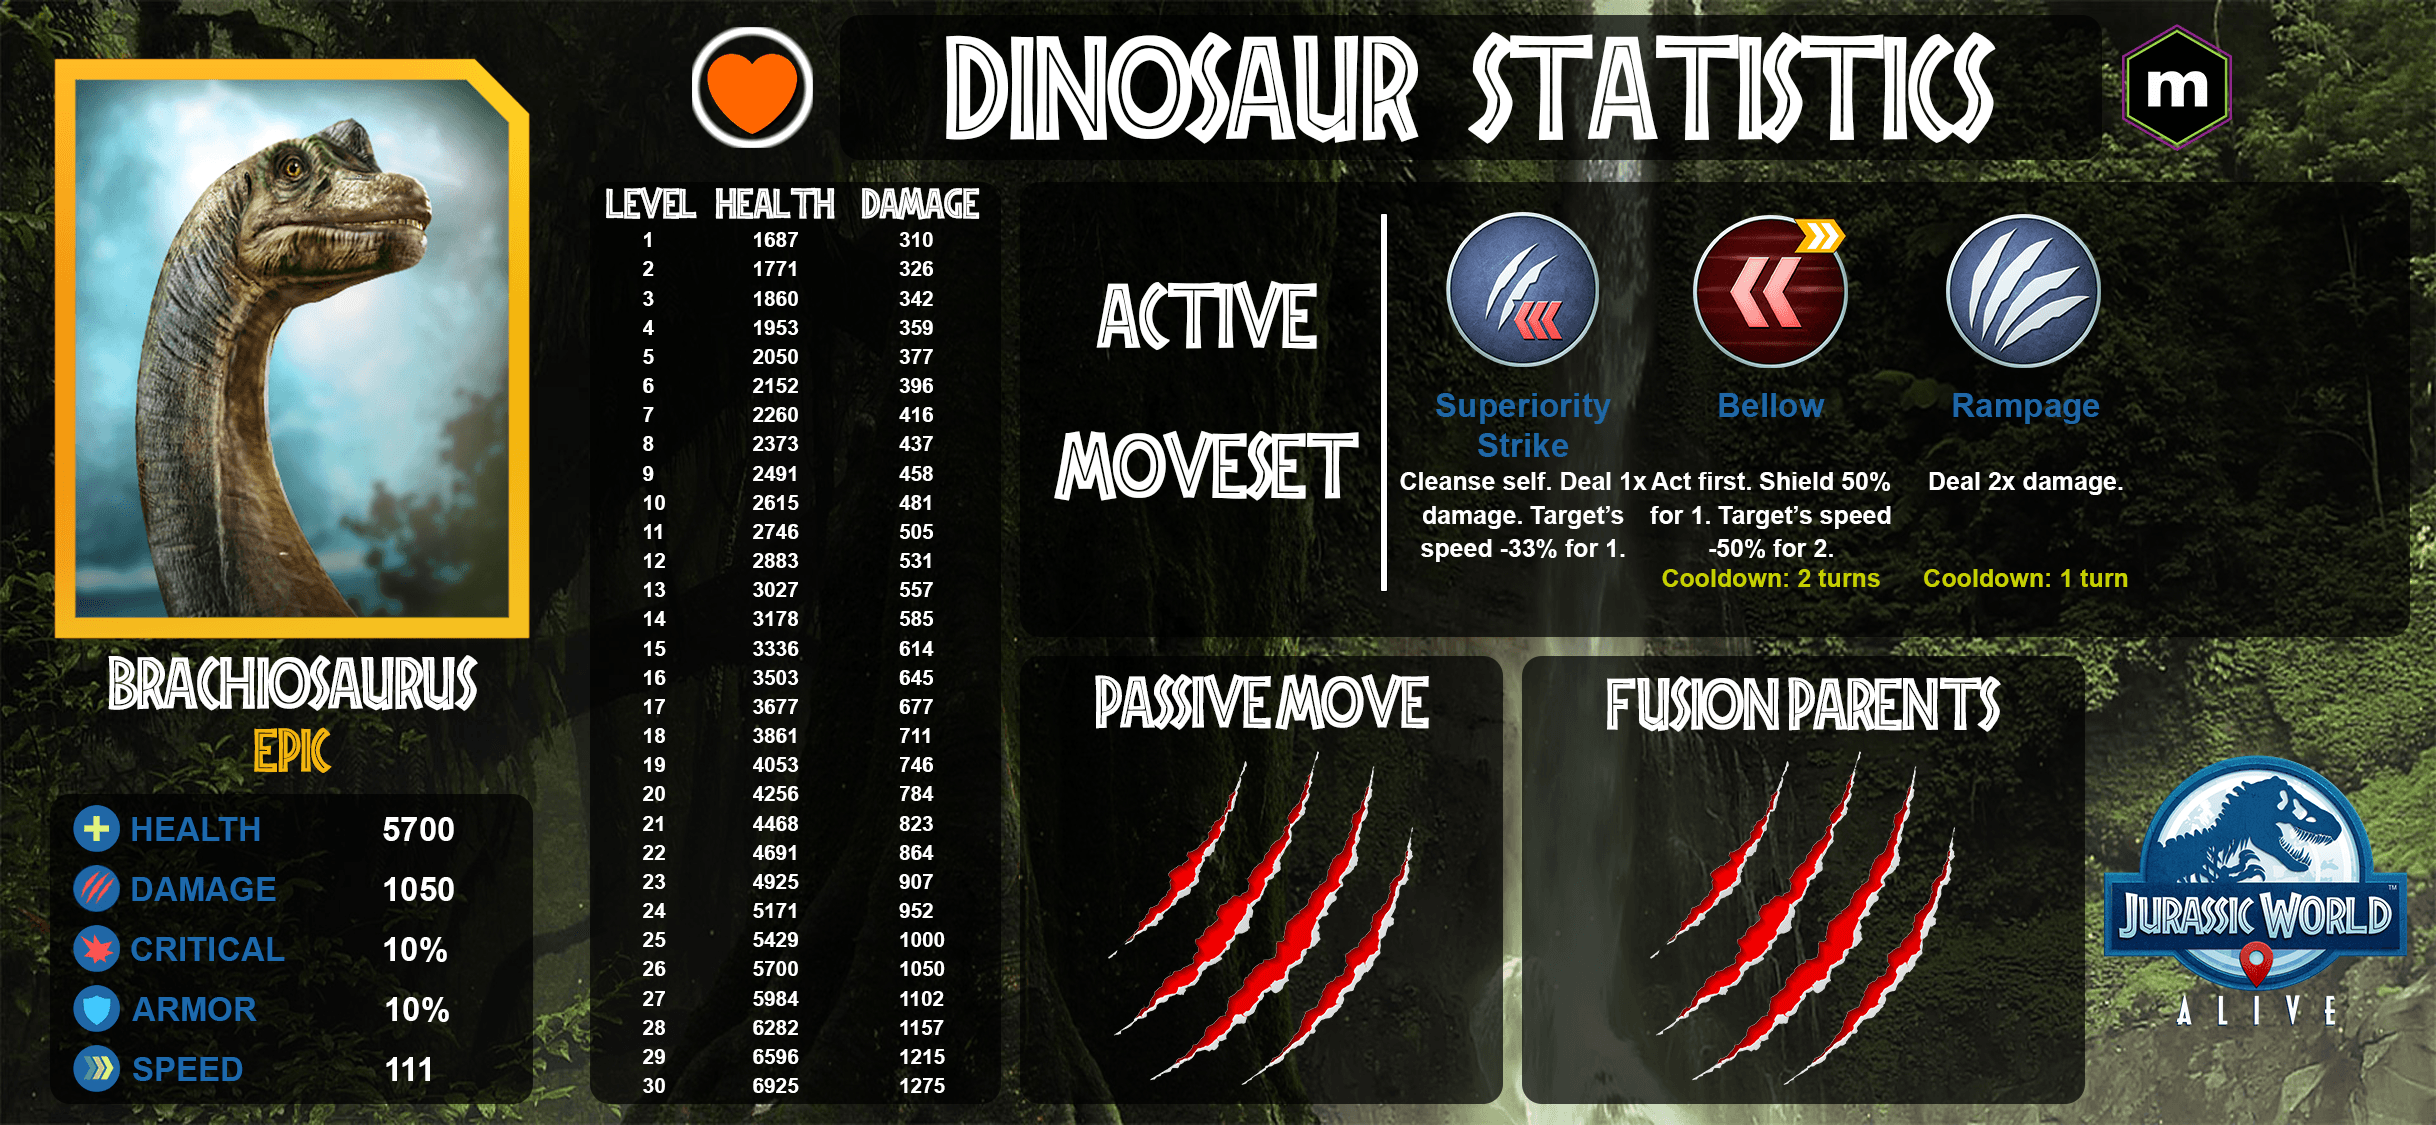 DINOSAUR STATISTICS
m
BRACHIOSAURUS
EPIC
HEALTH 5700
DAMAGE 1050
CRITICAL 10%
ARMOR 10%
SPEED 111
LEVEL HEALTH DAMAGE
1 1687 310
2 1771 326
3 1860 342
4 1953 359
5 2050 377
6 2152 396
7 2260 416
8 2373 437
9 2491 458
10 2615 481
11 2746 505
12 2883 531
13 3027 557
14 3178 585
15 3336 614
16 3503 645
17 3677 677
18 3861 711
19 4053 746
20 4256 784
21 4468 823
22 4691 864
23 4925 907
24 5171 952
25 5429 1000
26 5700 1050
27 5984 1102
28 6282 1157
29 6596 1215
30 6925 1275
ACTIVE
MOVESET
Superiority
Strike
Cleanse self. Deal 1x
damage. Target’s
speed -33% for 1.
Bellow
Act first. Shield 50%
for 1. Target’s speed
-50% for 2.
Cooldown: 2 turns
Rampage
Deal 2x damage.
Cooldown: 1 turn
PASSIVE MOVE
FUSION PARENTS
JURASSIC WORLD™
ALIVE